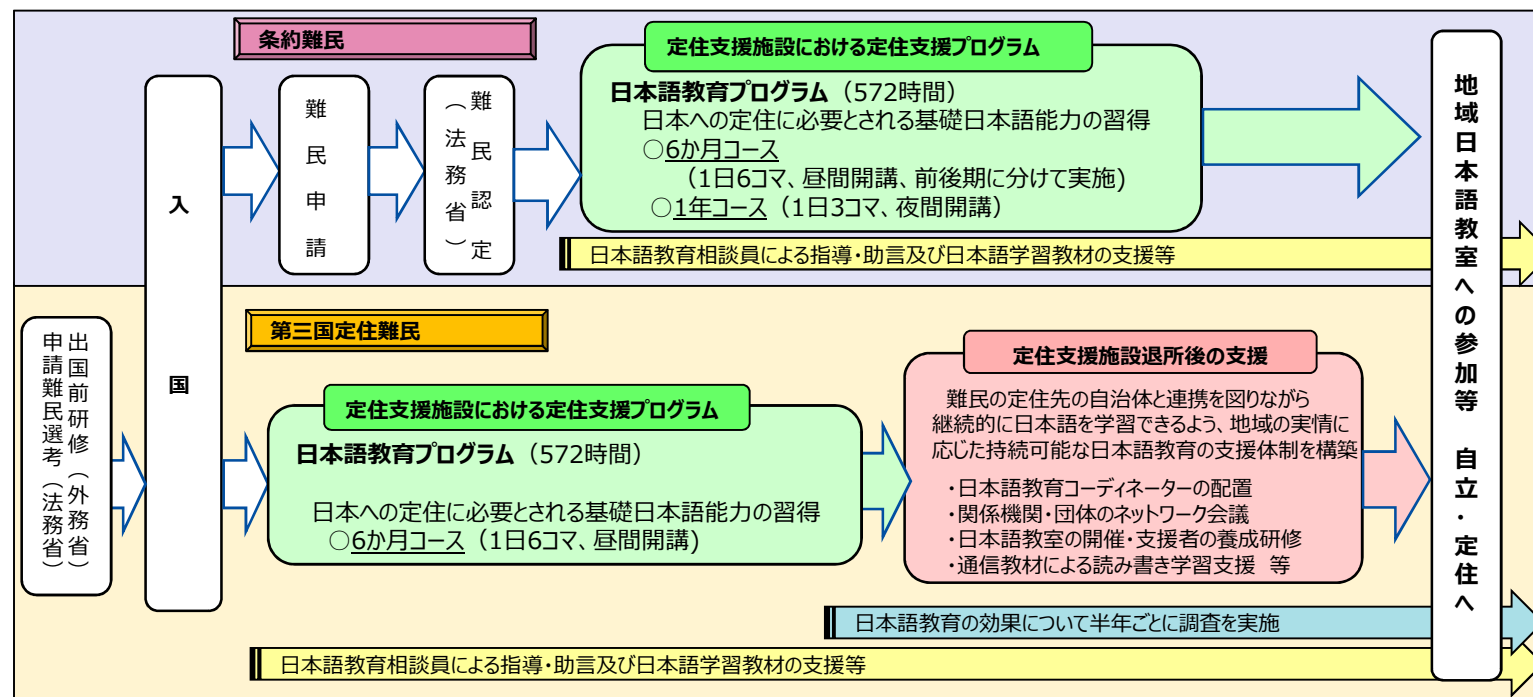 条約難民
入国
難民申請
難民認定
（法務省）
定住支援施設における定住支援プログラム
日本語教育プログラム（572時間）
日本への定住に必要とされる基礎日本語能力の習得
○6か月コース
（1日6コマ、昼間開講、前後期に分けて実施)
○1年コース（1日3コマ、夜間開講）
日本語教育相談員による指導・助言及び日本語学習教材の支援等
地域日本語教室への参加等　自立・定住へ
第三国定住難民
出国前研修（外務省）
申請難民選考（法務省）
定住支援施設における定住支援プログラム
日本語教育プログラム（572時間）
日本への定住に必要とされる基礎日本語能力の習得
○6か月コース（1日6コマ、昼間開講)
定住支援施設退所後の支援
難民の定住先の自治体と連携を図りながら
継続的に日本語を学習できるよう、地域の実情に
応じた持続可能な日本語教育の支援体制を構築
・日本語教育コーディネーターの配置
・関係機関・団体のネットワーク会議
・日本語教室の開催・支援者の養成研修
・通信教材による読み書き学習支援　等
日本語教育の効果について半年ごとに調査を実施
日本語教育相談員による指導・助言及び日本語学習教材の支援等